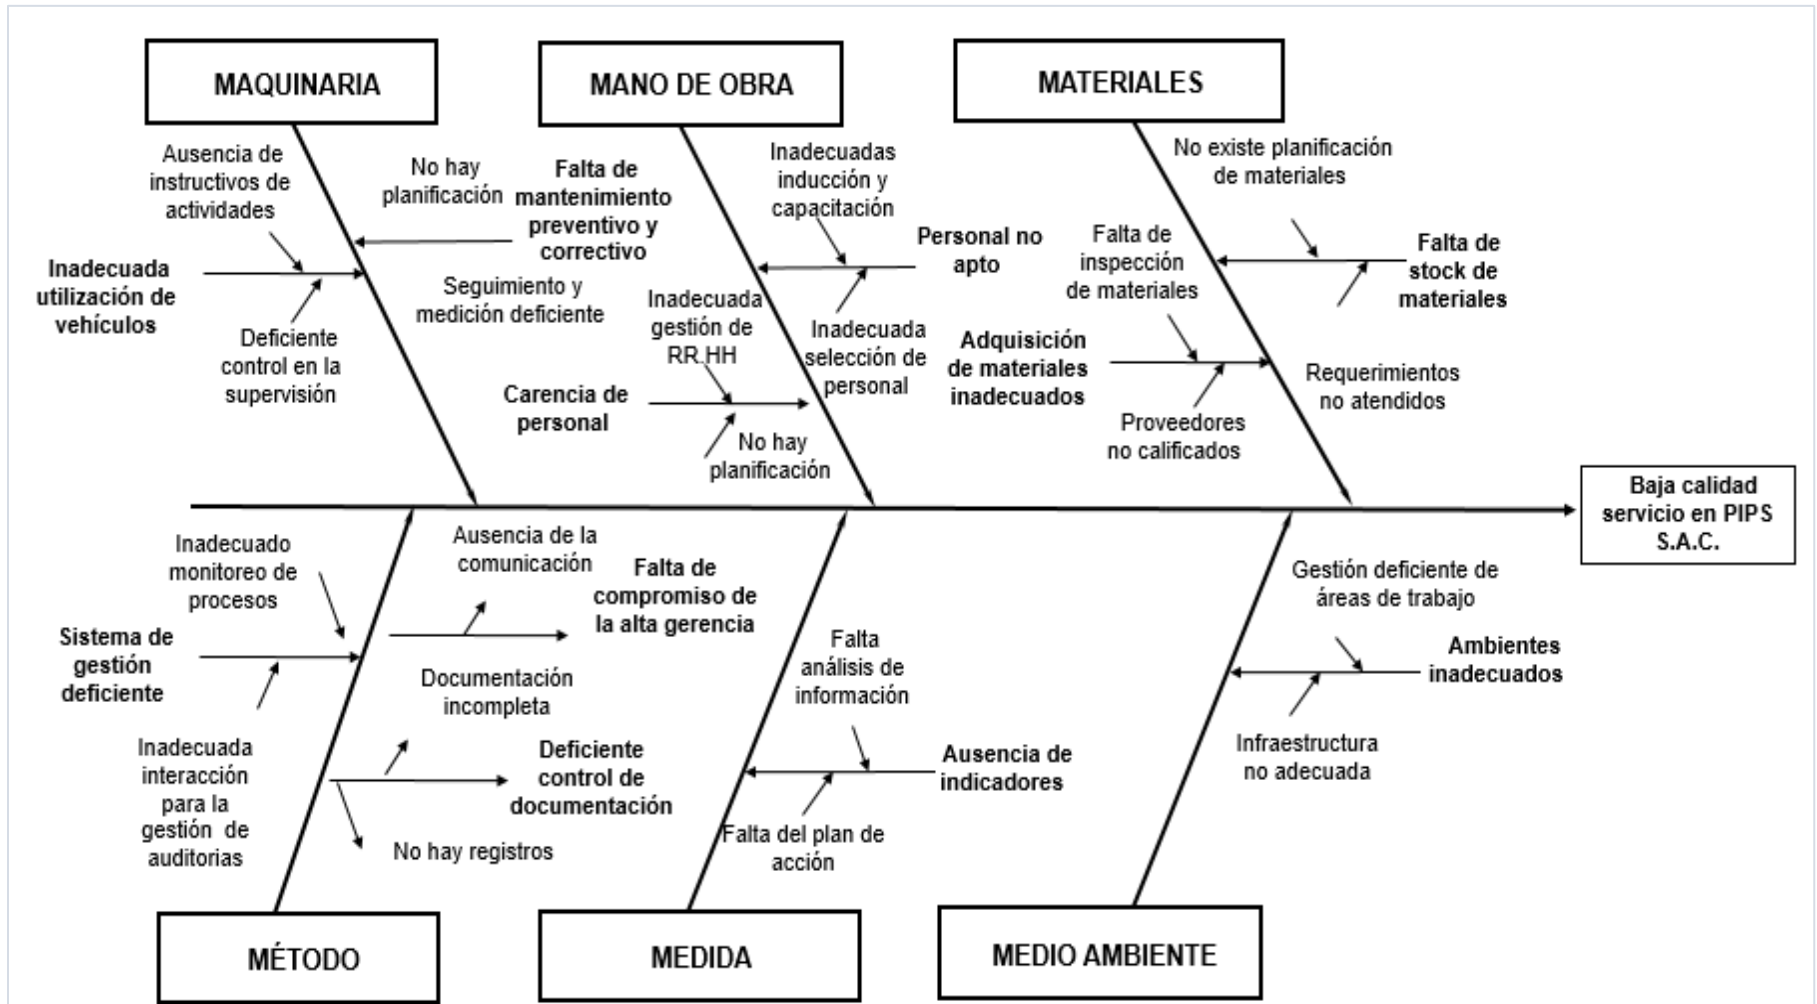 MAQUINARIA
MANO DE OBRA
MATERIALES
Ausencia de
instructivos de
actividades
No hay
planificación
Falta de
mantenimiento
preventivo y
correctivo
Inadecuada
utilización de
vehículos
Seguimiento y
medición deficiente
Deficiente
control en la
supervisión
Inadecuadas
inducción y
capacitación
Personal no
apto
Inadecuada
gestión de
RR.HH
Inadecuada
selección de
personal
Carencia de
personal
No hay
planificación
No existe planificación
de materiales
Falta de
inspección
de materiales
Falta de
stock de
materiales
Adquisición
de materiales
inadecuados
Requerimientos
no atendidos
Proveedores
no calificados
Baja calidad
servicio en PIPS
S.A.C.
Inadecuado
monitoreo de
procesos
Ausencia de la
comunicación
Falta de
compromiso de
la alta gerencia
Sistema de
gestión
deficiente
Documentación
incompleta
Inadecuada
interacción
para la
gestión de
auditorias
Deficiente
control de
documentación
No hay registros
Falta
análisis de
información
Ausencia de
indicadores
Falta del plan de
acción
Gestión deficiente de
áreas de trabajo
Ambientes
inadecuados
Infraestructura
no adecuada
MÉTODO
MEDIDA
MEDIO AMBIENTE